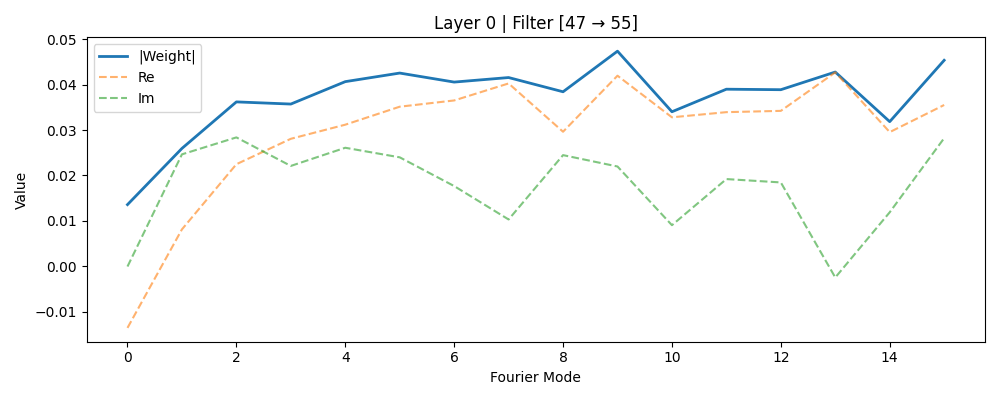 Layer 0 | Filter [47 → 55]
|Weight|
Re
Im
Value
0.05
0.04
0.03
0.02
0.01
0.00
−0.01
0 2 4 6 8 10 12 14
Fourier Mode